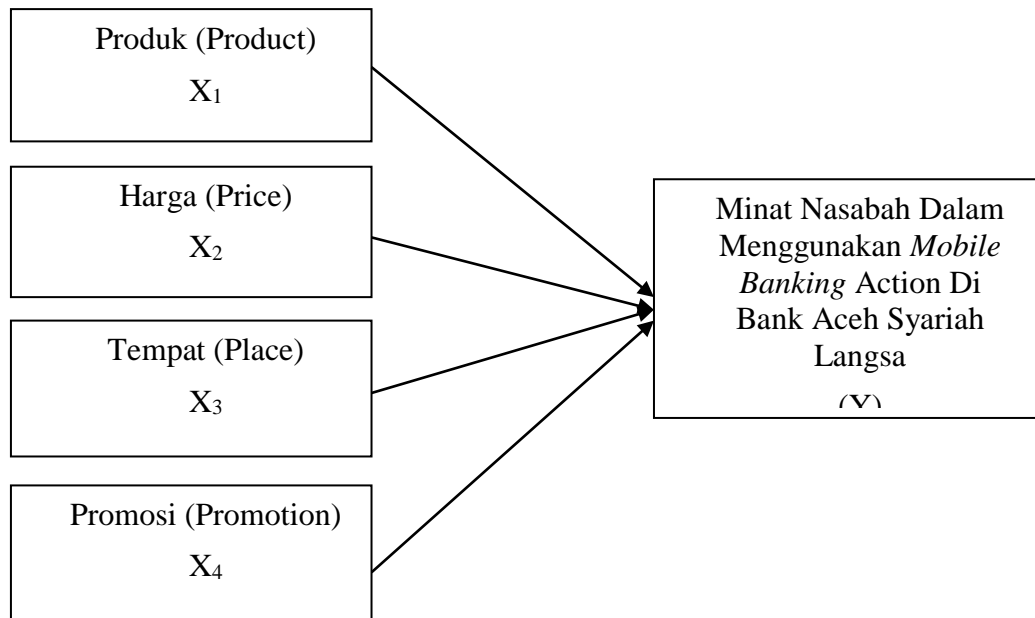 Produk (Product)
X₁
Harga (Price)
X₂
Tempat (Place)
X₃
Promosi (Promotion)
X₄
Minat Nasabah Dalam
Menggunakan Mobile
Banking Action Di
Bank Aceh Syariah
Langsa
(Y)